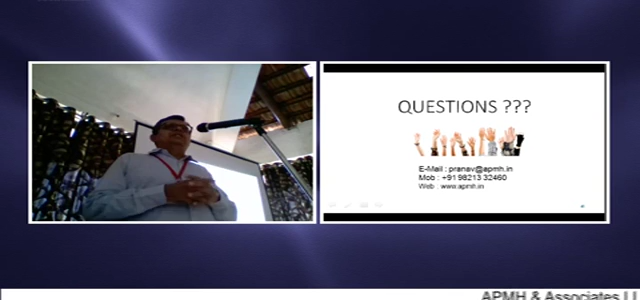 QUESTIONS ???
E-Mail : pranav@apmh.in
Mob : +91 98213 32460
Web : www.apmh.in
APMH & Associates